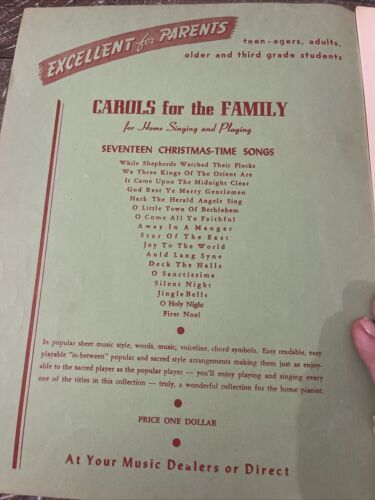 EXCELLENT for PARENTS
teen-agers, adults,
older and third grade students
CAROLS for the FAMILY
for Home Singing and Playing
SEVENTEEN CHRISTMAS-TIME SONGS
While Shepherds Watched Their Flocks
We Three Kings Of The Orient Are
It Came Upon The Midnight Clear
God Rest Ye Merry Gentlemen
Hark The Herald Angels Sing
O Little Town Of Bethlehem
O Come All Ye Faithful
Away In A Manger
Star Of The East
Joy To The World
Auld Lang Syne
Deck The Halls
O Sanctissima
Silent Night
Jingle Bells
O Holy Night
First Noel
In popular sheet music style, words, music, voiceline, chord symbols. Easy readable, easy
playable "in-between" popular and sacred style arrangements making them just as enjoy-
able to the sacred player as the popular player — you'll enjoy playing and singing every
one of the titles in this collection — truly, a wonderful collection for the home pianist
PRICE ONE DOLLAR
At Your Music Dealers or Direct